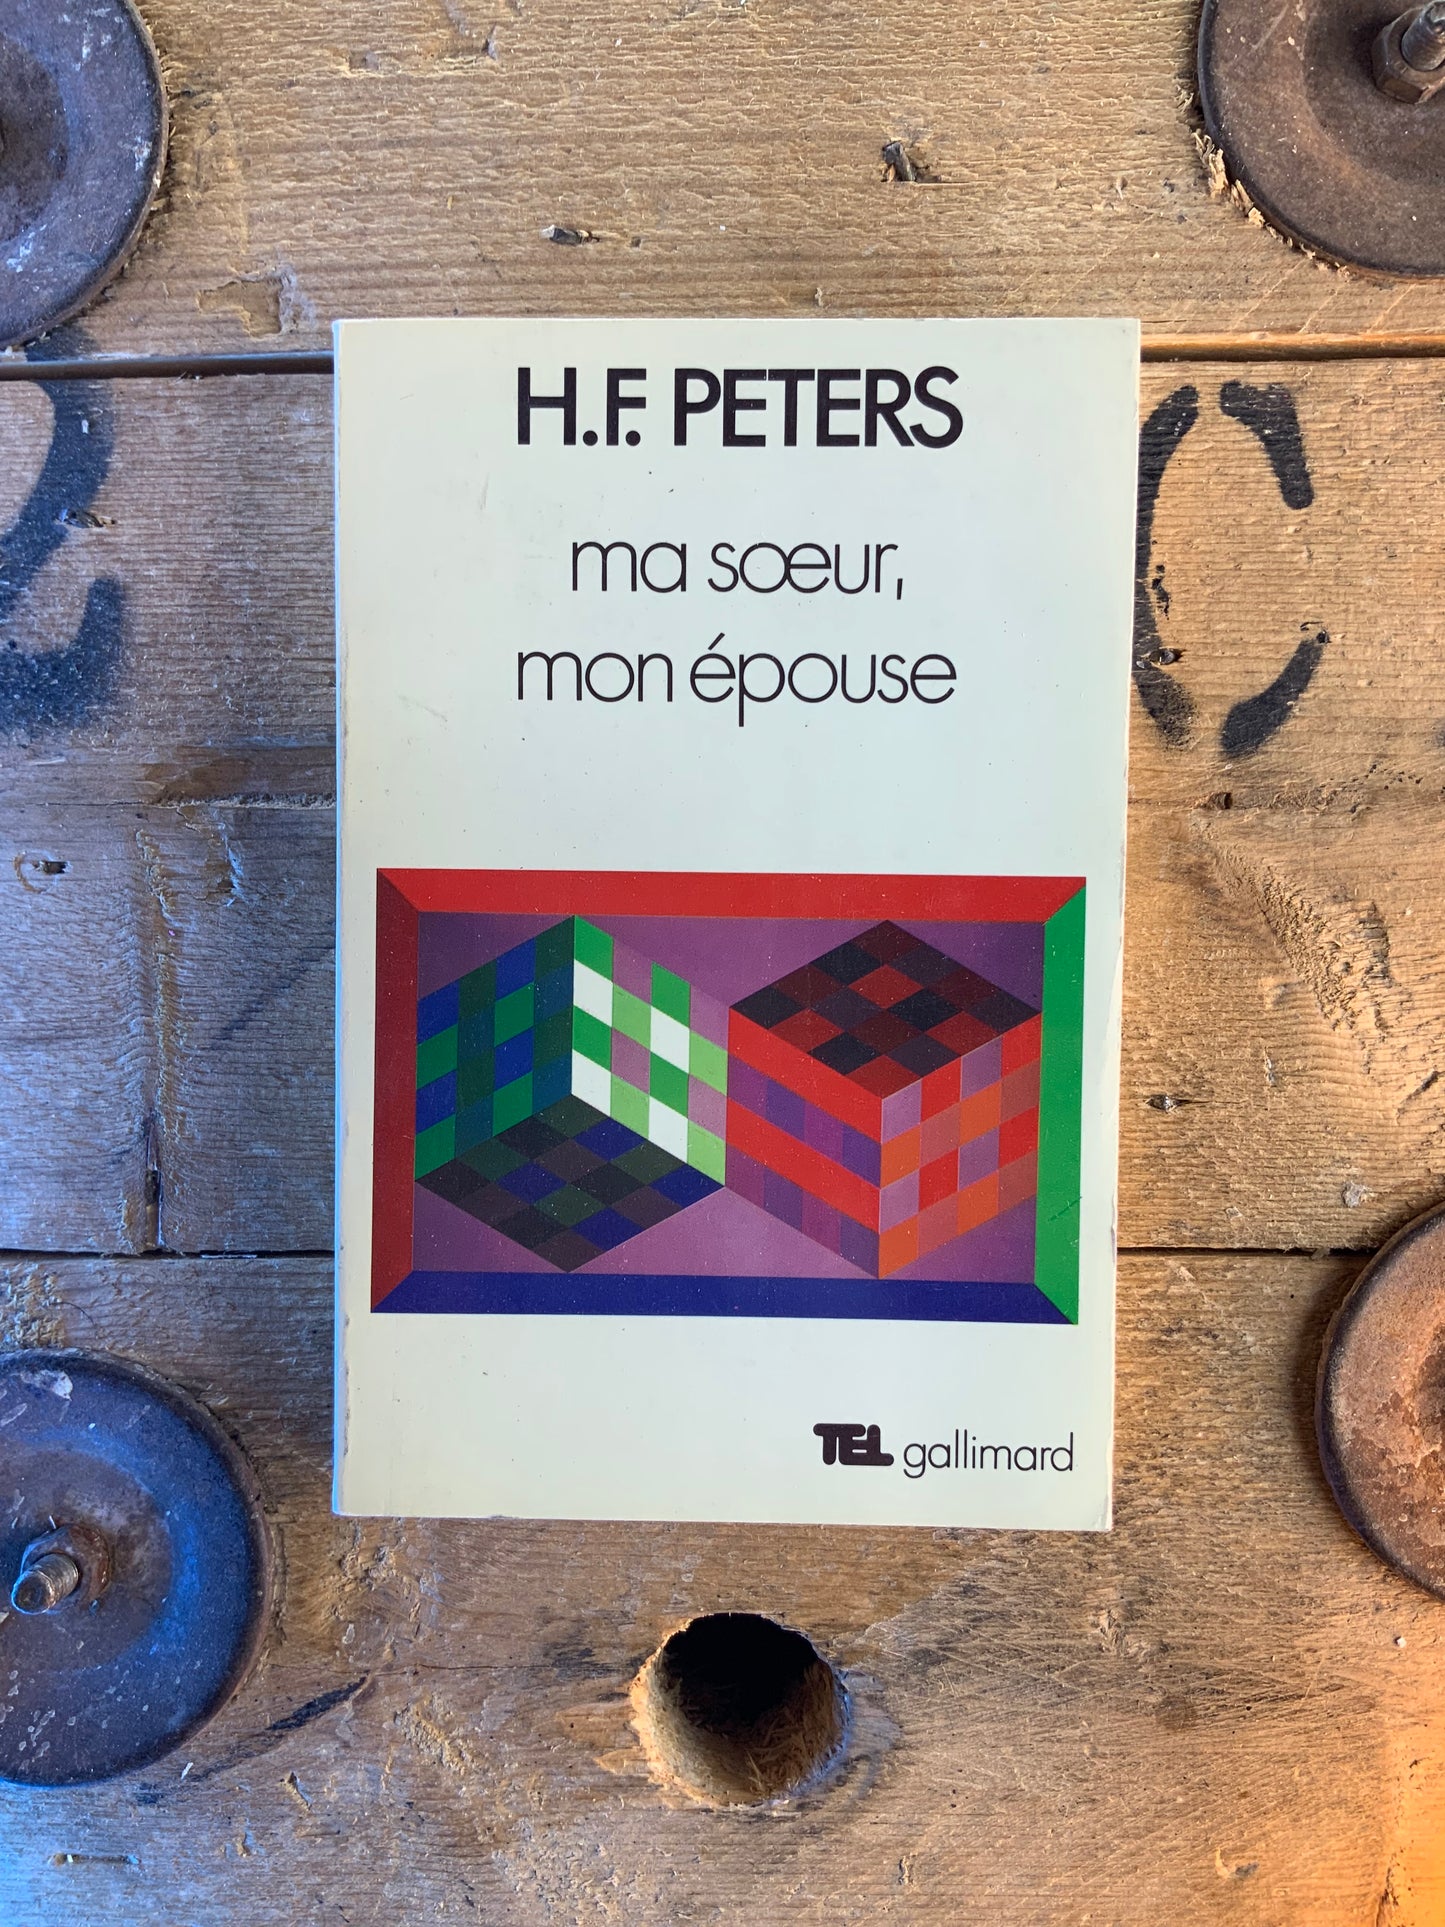 H.F. PETERS
ma sœur,
mon épouse
TEL gallimard
C